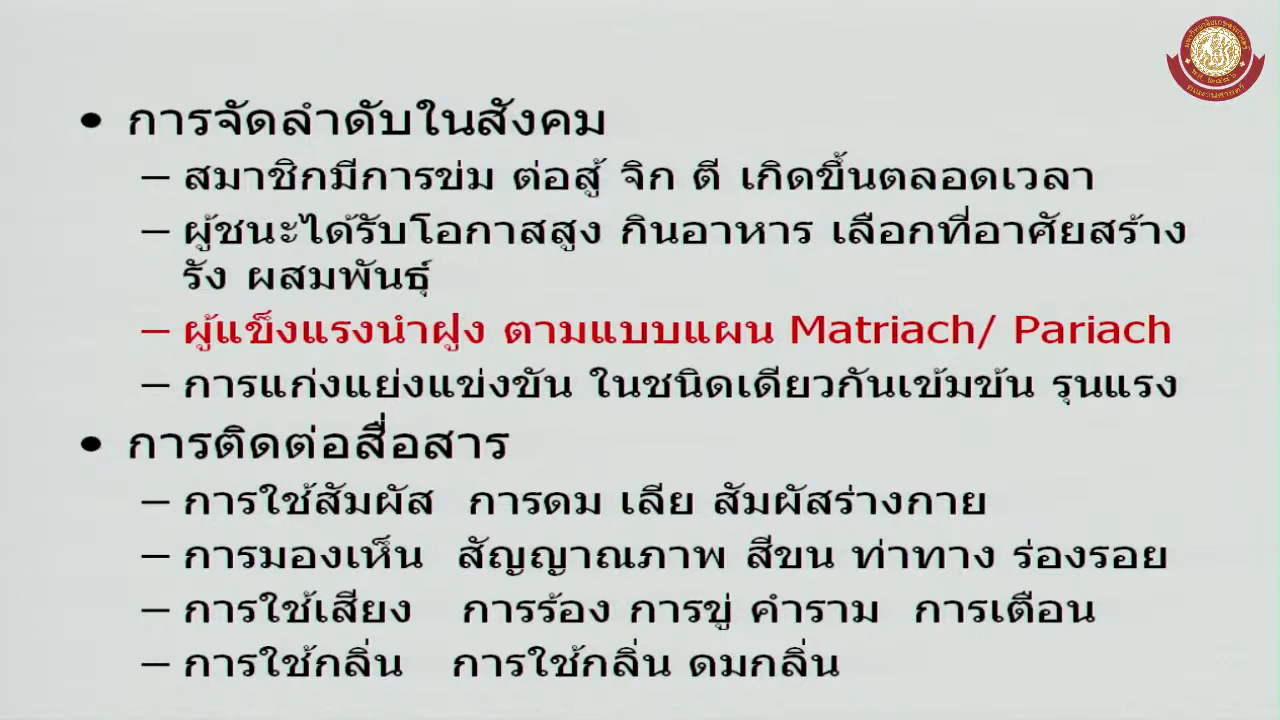 การจัดลำดับในสังคม
– สมาชิกมีการข่ม ต่อสู้ จิก ตี เกิดขึ้นตลอดเวลา
– ผู้ชนะได้รับโอกาสสูง กินอาหาร เลือกที่อาศัยสร้าง
รัง ผสมพันธุ์
– ผู้แข็งแรงนำฝูง ตามแบบแผน Matriach/ Pariach
– การแก่งแย่งแข่งขัน ในชนิดเดียวกันเข้มข้น รุนแรง
การติดต่อสื่อสาร
– การใช้สัมผัส การดม เลีย สัมผัสร่างกาย
– การมองเห็น สัญญาณภาพ สีขน ท่าทาง ร่องรอย
– การใช้เสียง การร้อง การขู่ คำราม การเตือน
– การใช้กลิ่น การใช้กลิ่น ดมกลิ่น